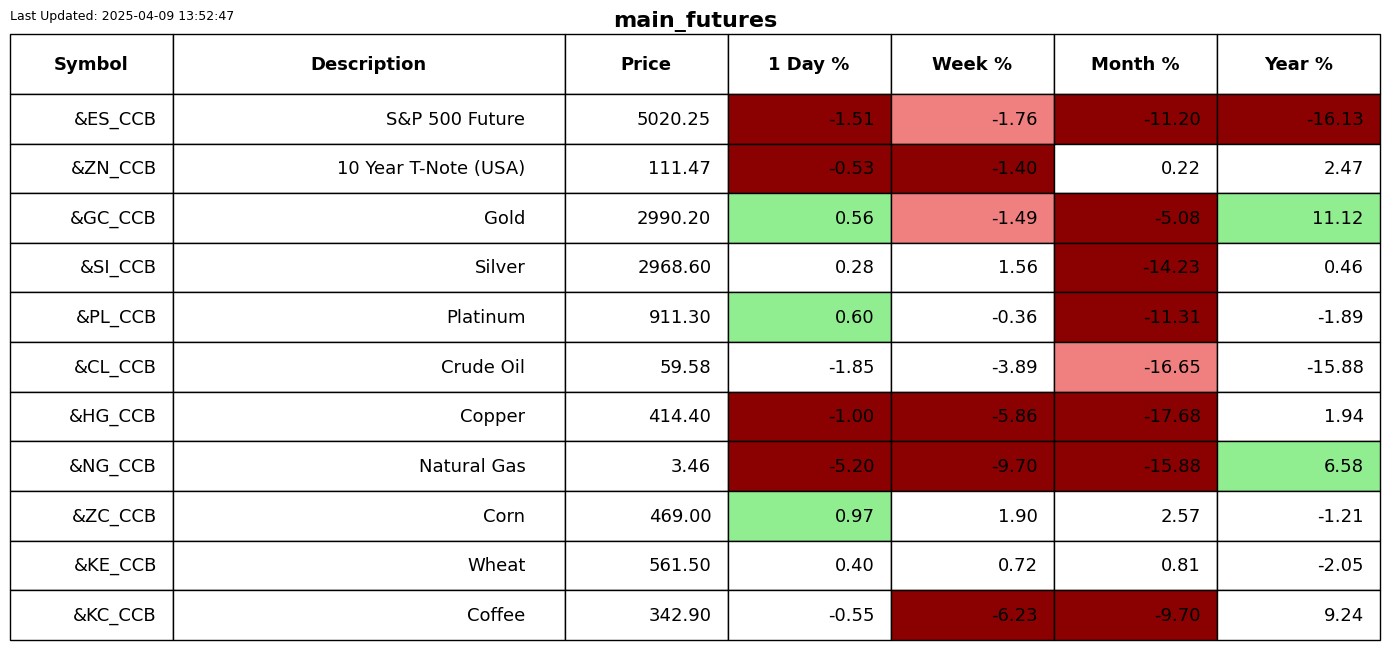 Last Updated: 2025-04-09 13:52:47
main_futures
Symbol Description Price 1 Day % Week % Month % Year %
&ES_CCB S&P 500 Future 5020.25 -1.51 -1.76 -11.20 -16.13
&ZN_CCB 10 Year T-Note (USA) 111.47 -0.53 -1.40 0.22 2.47
&GC_CCB Gold 2990.20 0.56 -1.49 -5.08 11.12
&SI_CCB Silver 2968.60 0.28 1.56 -14.23 0.46
&PL_CCB Platinum 911.30 0.60 -0.36 -11.31 -1.89
&CL_CCB Crude Oil 59.58 -1.85 -3.89 -16.65 -15.88
&HG_CCB Copper 414.40 -1.00 -5.86 -17.68 1.94
&NG_CCB Natural Gas 3.46 -5.20 -9.70 -15.88 6.58
&ZC_CCB Corn 469.00 0.97 1.90 2.57 -1.21
&KE_CCB Wheat 561.50 0.40 0.72 0.81 -2.05
&KC_CCB Coffee 342.90 -0.55 -6.23 -9.70 9.24